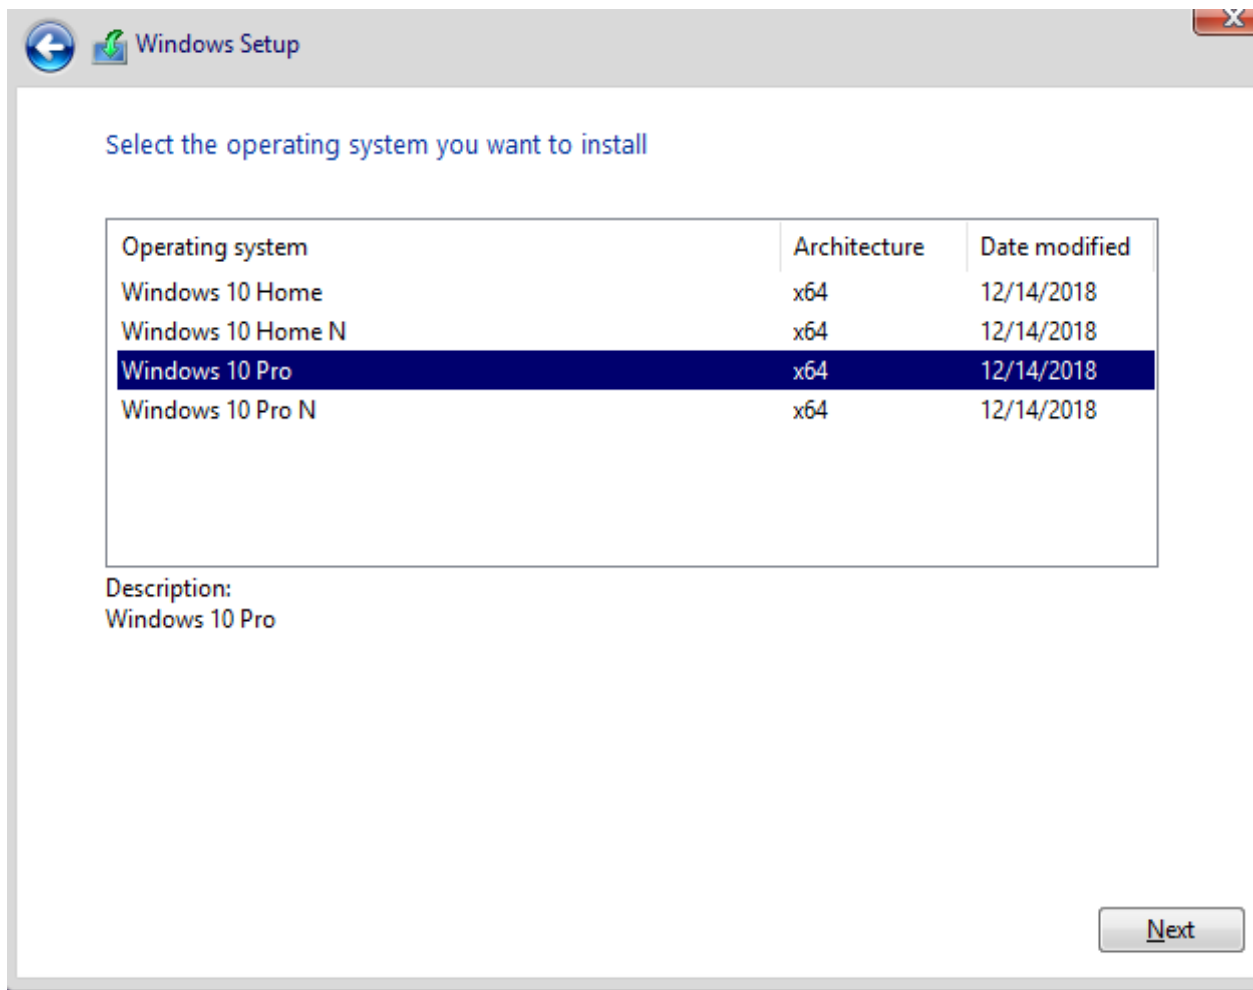 Windows Setup
X
Select the operating system you want to install
Operating system Architecture Date modified
Windows 10 Home x64 12/14/2018
Windows 10 Home N x64 12/14/2018
Windows 10 Pro x64 12/14/2018
Windows 10 Pro N x64 12/14/2018
Description:
Windows 10 Pro
Next